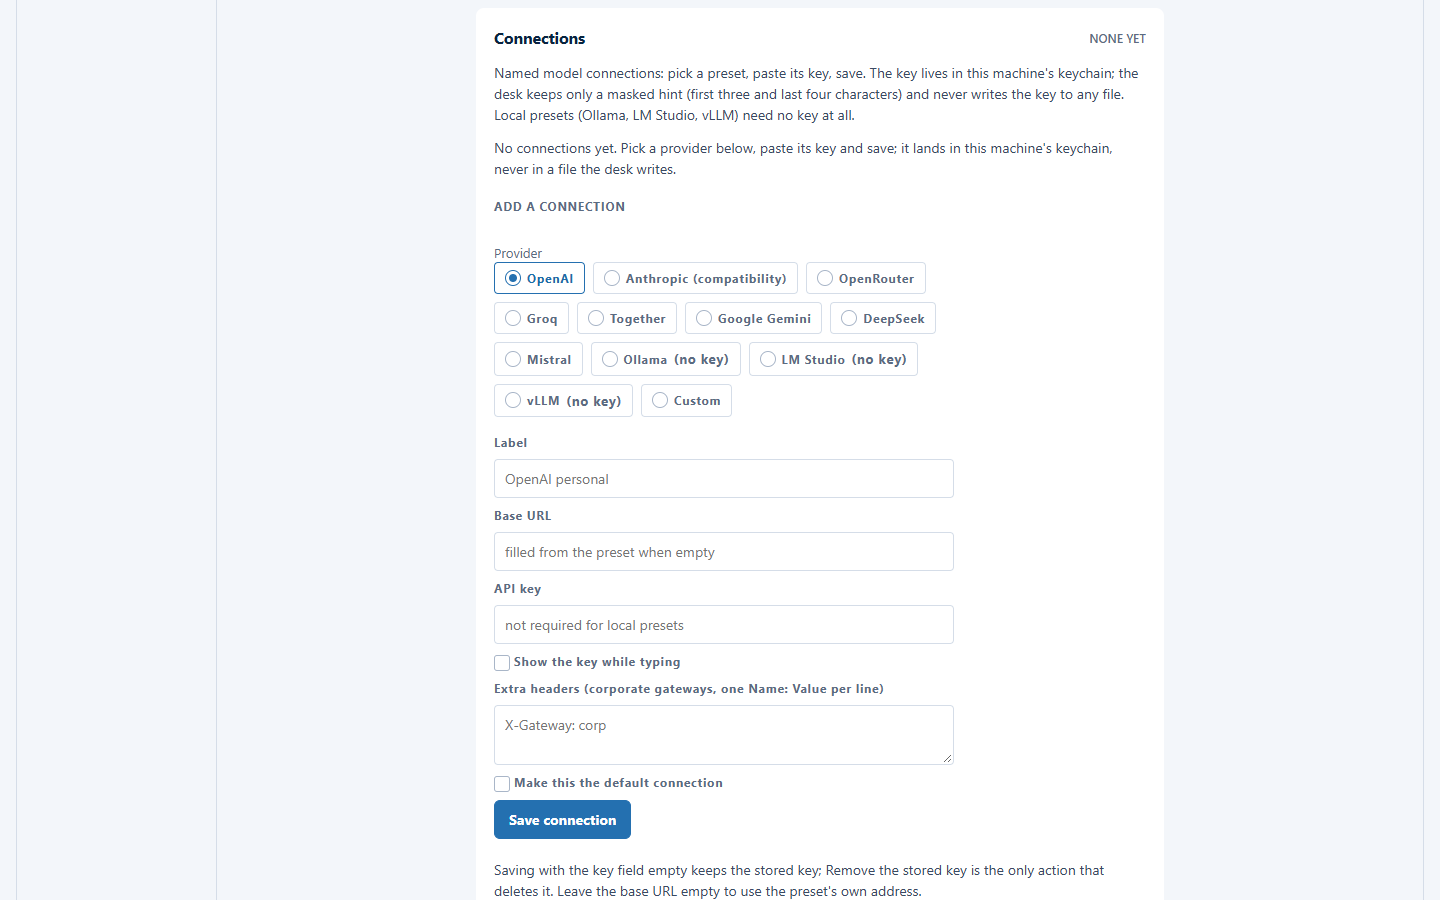 Connections
NONE YET
Named model connections: pick a preset, paste its key, save. The key lives in this machine's keychain; the
desk keeps only a masked hint (first three and last four characters) and never writes the key to any file.
Local presets (Ollama, LM Studio, vLLM) need no key at all.
No connections yet. Pick a provider below, paste its key and save; it lands in this machine's keychain,
never in a file the desk writes.
ADD A CONNECTION
Provider
OpenAI Anthropic (compatibility) OpenRouter
Groq Together Google Gemini DeepSeek
Mistral Ollama (no key) LM Studio (no key)
vLLM (no key) Custom
Label
OpenAI personal
Base URL
filled from the preset when empty
API key
not required for local presets
Show the key while typing
Extra headers (corporate gateways, one Name: Value per line)
X-Gateway: corp
Make this the default connection
Save connection
Saving with the key field empty keeps the stored key; Remove the stored key is the only action that
deletes it. Leave the base URL empty to use the preset's own address.